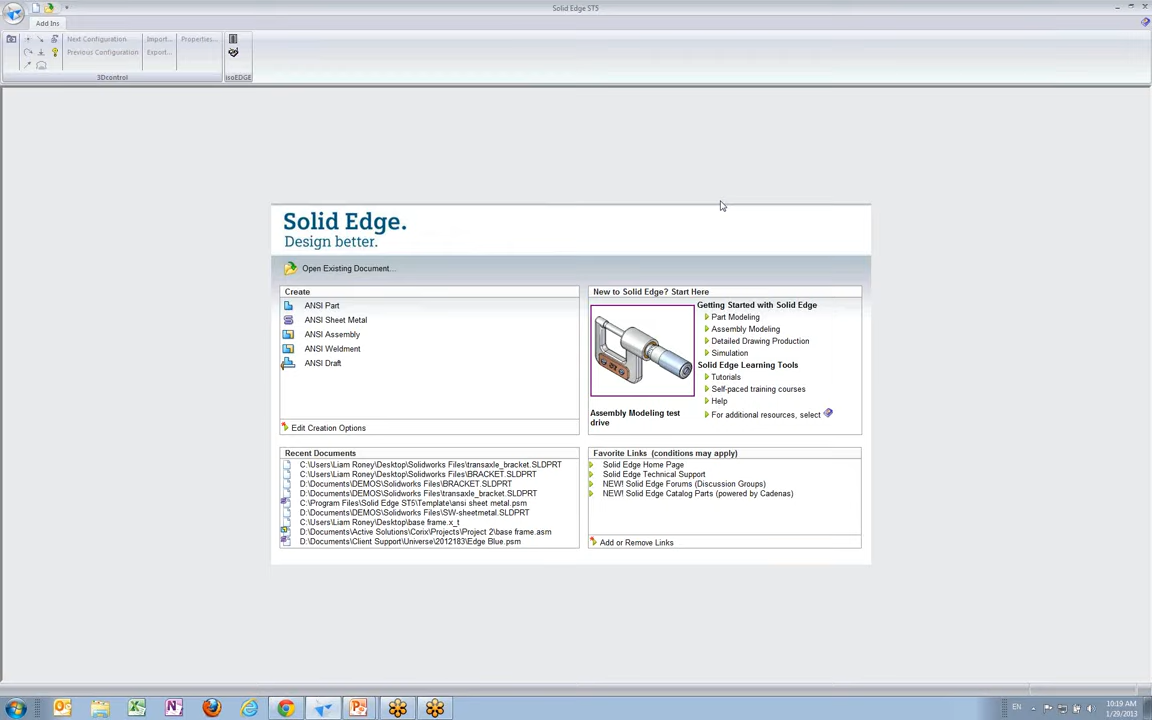 Solid Edge ST5
Add Ins
Next Configuration
Import...
Properties...
Previous Configuration
Export...
3Dcontrol
isoEDGE
Solid Edge.
Design better.
Open Existing Document...
Create
ANSI Part
ANSI Sheet Metal
ANSI Assembly
ANSI Weldment
ANSI Draft
Edit Creation Options
New to Solid Edge? Start Here
Getting Started with Solid Edge
Part Modeling
Assembly Modeling
Detailed Drawing Production
Simulation
Solid Edge Learning Tools
Tutorials
Self-paced training courses
Help
For additional resources, select
Assembly Modeling test
drive
Recent Documents
C:\Users\Liam Roney\Desktop\Solidworks Files\transaxle_bracket.SLDPRT
C:\Users\Liam Roney\Desktop\Solidworks Files\BRACKET.SLDPRT
D:\Documents\DEMOS\Solidworks Files\BRACKET.SLDPRT
D:\Documents\DEMOS\Solidworks Files\transaxle_bracket.SLDPRT
C:\Program Files\Solid Edge ST5\Template\ansi sheet metal.psm
D:\Documents\DEMOS\Solidworks Files\SW-sheetmetal.SLDPRT
C:\Users\Liam Roney\Desktop\base frame.x_t
D:\Documents\Active Solutions\Corix\Projects\Project 2\base frame.asm
D:\Documents\Client Support\Universe\2012183\Edge Blue.psm
Favorite Links (conditions may apply)
Solid Edge Home Page
Solid Edge Technical Support
NEW! Solid Edge Forums (Discussion Groups)
NEW! Solid Edge Catalog Parts (powered by Cadenas)
Add or Remove Links
EN
10:19 AM
1/29/2013